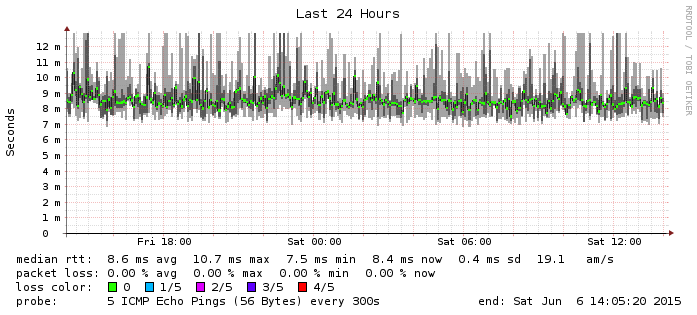 Last 24 Hours
RRDTOOL / TOBI OETIKER
Seconds
12 m
11 m
10 m
9 m
8 m
7 m
6 m
5 m
4 m
3 m
2 m
1 m
0
Fri 18:00 Sat 00:00 Sat 06:00 Sat 12:00
median rtt: 8.6 ms avg 10.7 ms max 7.5 ms min 8.4 ms now 0.4 ms sd 19.1 am/s
packet loss: 0.00 % avg 0.00 % max 0.00 % min 0.00 % now
loss color: 0 1/5 2/5 3/5 4/5
probe: 5 ICMP Echo Pings (56 Bytes) every 300s end: Sat Jun 6 14:05:20 2015